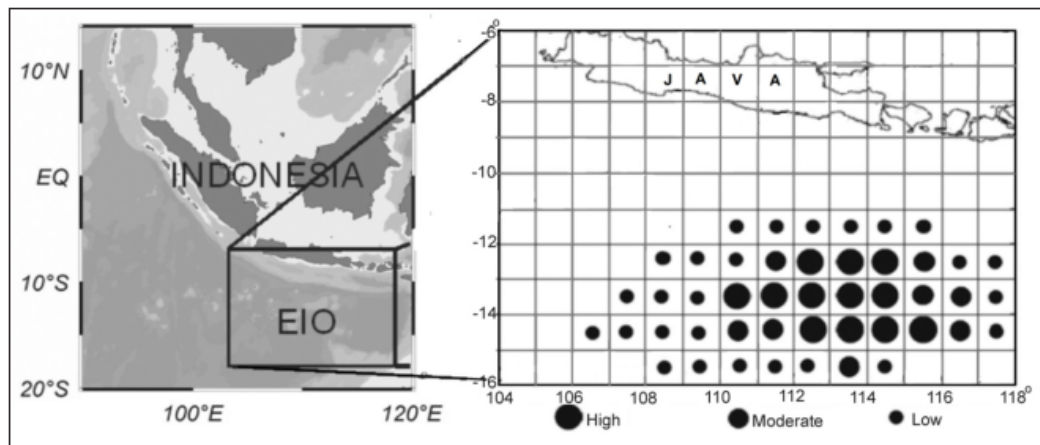 10°N
EQ
10°S
20°S
100°E
120°E
INDONESIA
EIO
-6°
-8
-10
-12
-14
-16
104
106
108
110
112
114
116
118°
J A V A
High
Moderate
Low